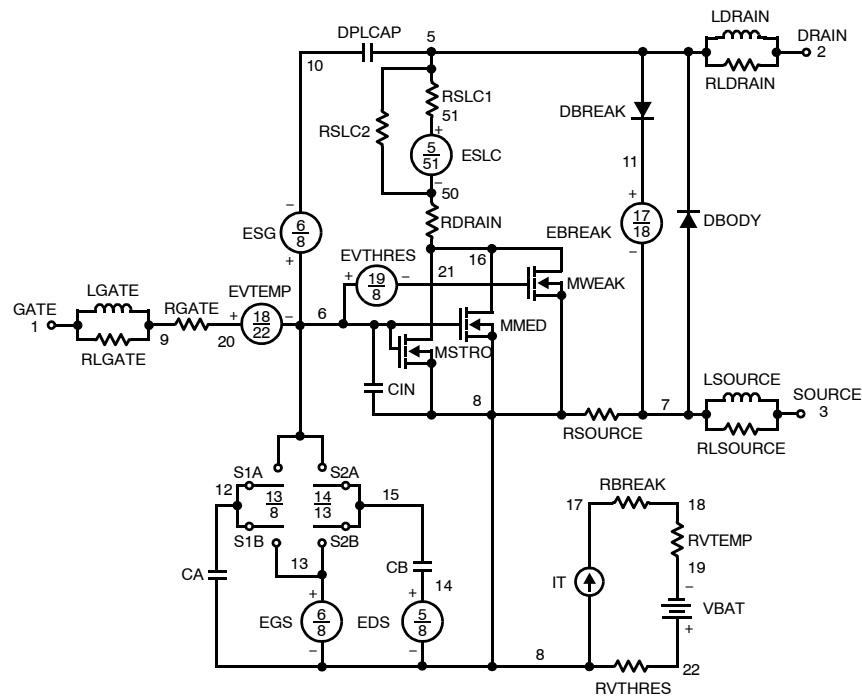 LDRAIN
DPLCAP 5 DRAIN
10 2
RLDRAIN
RSLC1
51
DBREAK
RSLC2
+
5
51
ESLC
11
−
50
− +
RDRAIN
17
18
6
8
ESG
EBREAK
DBODY
EVTHRES
+
16
−
21
+ 19
8 −
MWEAK
LGATE
EVTEMP
GATE
1
RGATE
+ 18
22 −
6
MMED
9 20
MSTRO
RLGATE
LSOURCE
CIN
8 7
SOURCE
3
RSOURCE
RLSOURCE
S1A S2A
12
13
8
14
13
15
RBREAK
17 18
S1B S2B
RVTEMP
13
CB
19
CA
14
IT
−
+ +
VBAT
EGS 6
8
EDS 5
8
+
− −
8
22
RVTHRES